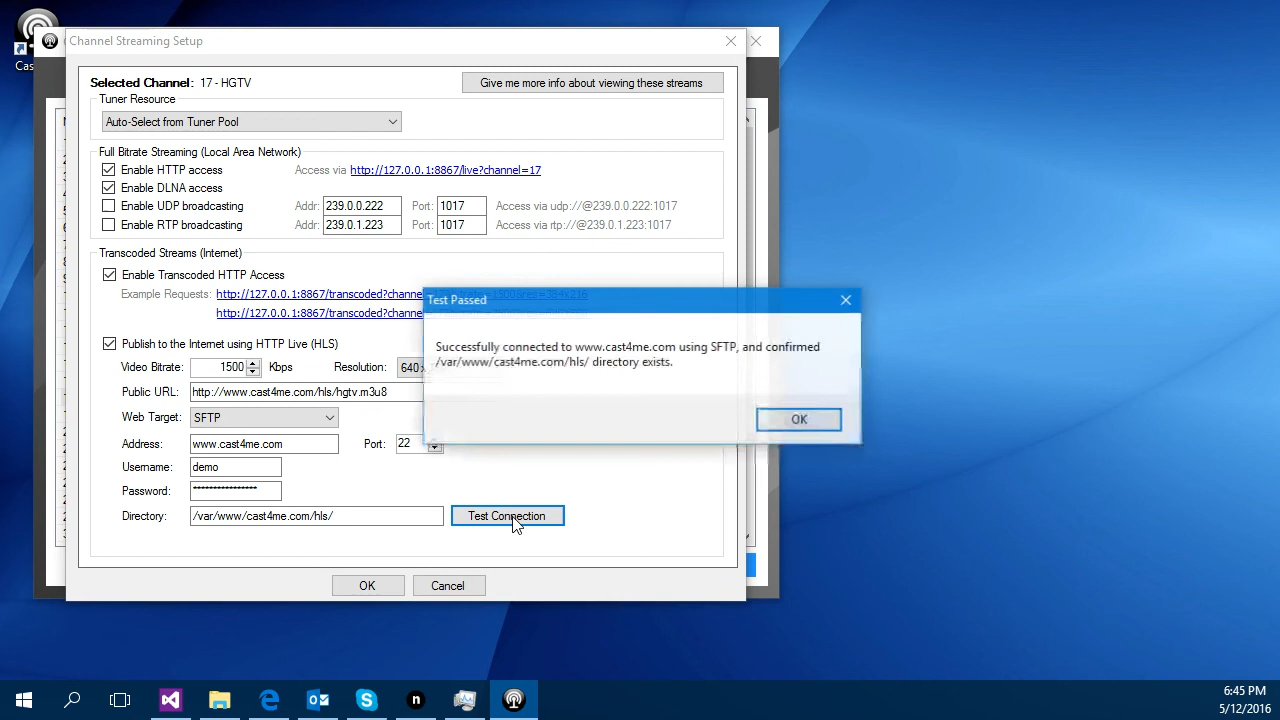 Cas
Channel Streaming Setup
Selected Channel: 17 - HGTV
Give me more info about viewing these streams
Tuner Resource
Auto-Select from Tuner Pool
Full Bitrate Streaming (Local Area Network)
Enable HTTP access Access via http://127.0.0.1:8867/live?channel=17
Enable DLNA access
Enable UDP broadcasting Addr: 239.0.0.222 Port: 1017 Access via udp://@239.0.0.222:1017
Enable RTP broadcasting Addr: 239.0.1.223 Port: 1017 Access via rtp://@239.0.1.223:1017
Transcoded Streams (Internet)
Enable Transcoded HTTP Access
Example Requests: http://127.0.0.1:8867/transcoded?channe
http://127.0.0.1:8867/transcoded?channe
Publish to the Internet using HTTP Live (HLS)
Video Bitrate: 1500 Kbps Resolution: 640
Public URL: http://www.cast4me.com/hls/hgtv.m3u8
Web Target: SFTP
Address: www.cast4me.com Port: 22
Username: demo
Password: ****************
Directory: /var/www/cast4me.com/hls/ Test Connection
OK Cancel
Test Passed
Successfully connected to www.cast4me.com using SFTP, and confirmed
/var/www/cast4me.com/hls/ directory exists.
OK
6:45 PM
5/12/2016